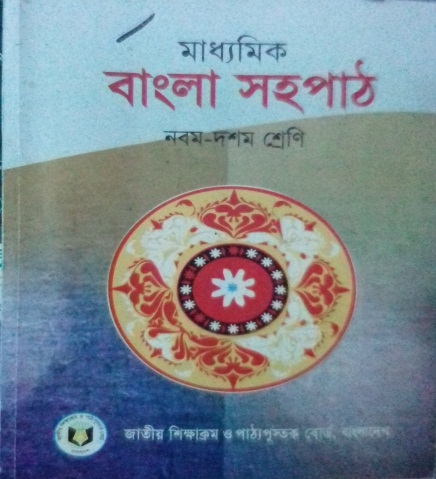 মাধ্যমিক
বাংলা সহপাঠ
নবম-দশম শ্রেণি
জাতীয় শিক্ষাক্রম ও পাঠ্যপুস্তক বোর্ড, বাংলাদেশ